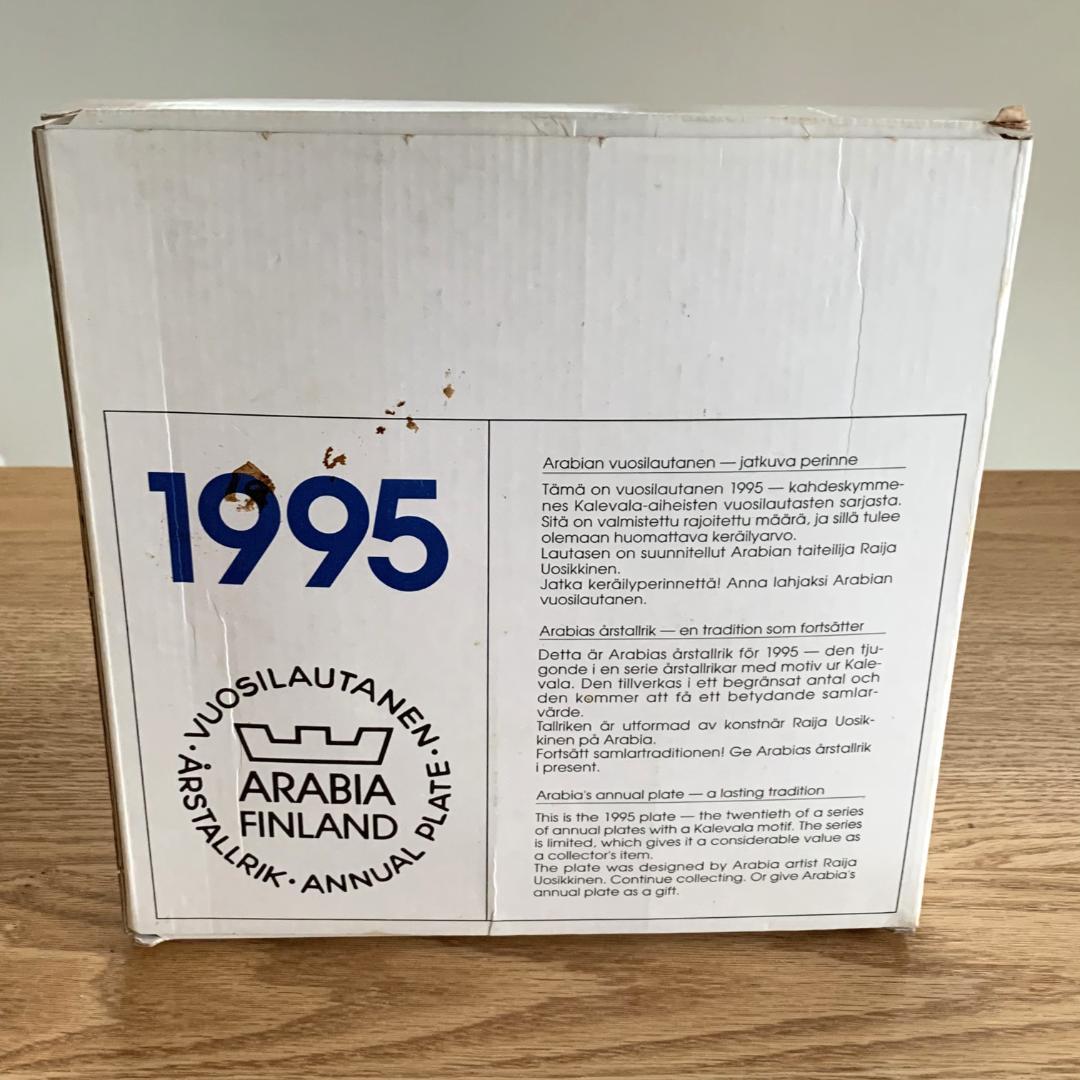 1995
VUOSILAUTANEN · ANNUAL PLATE · ÅRSTALLRIK ·
ARABIA
FINLAND
Arabian vuosilautanen — jatkuva perinne
Tämä on vuosilautanen 1995 — kahdeskymme-
nes Kalevala-aiheisten vuosilautasten sarjasta.
Sitä on valmistettu rajoitettu määrä, ja sillä tulee
olemaan huomattava keräilyarvo.
Lautasen on suunnitellut Arabian taiteilija Raija
Uosikkinen.
Jatka keräilyperinnettä! Anna lahjaksi Arabian
vuosilautanen.
Arabias årstallrik — en tradition som fortsätter
Detta är Arabias årstallrik för 1995 — den tju-
gonde i en serie årstallrikar med motiv ur Kale-
vala. Den tillverkas i ett begränsat antal och
den kommer att få ett betydande samlar-
värde.
Tallriken är utformad av konstnär Raija Uosik-
kinen på Arabia.
Fortsätt samlartraditionen! Ge Arabias årstallrik
i present.
Arabia's annual plate — a lasting tradition
This is the 1995 plate — the twentieth of a series
of annual plates with a Kalevala motif. The series
is limited, which gives it a considerable value as
a collector's item.
The plate was designed by Arabia artist Raija
Uosikkinen. Continue collecting. Or give Arabia's
annual plate as a gift.